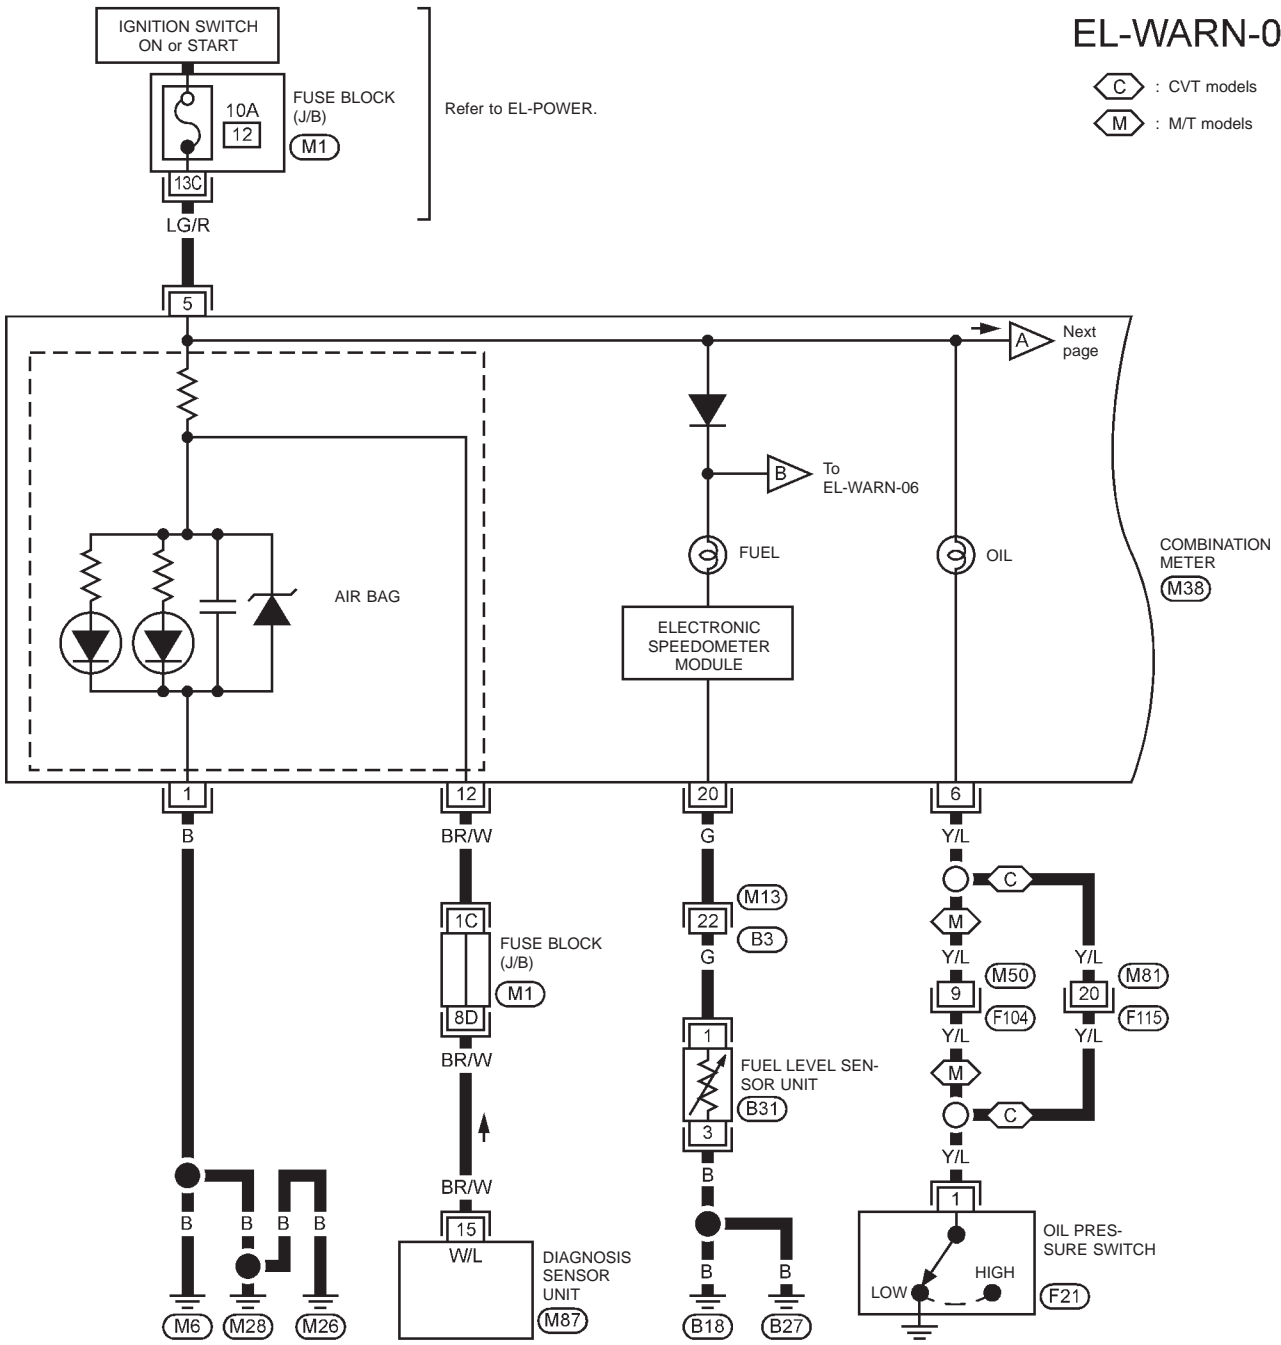 EL-WARN-0
IGNITION SWITCH
ON or START
10A
12
FUSE BLOCK
(J/B)
M1
Refer to EL-POWER.
C : CVT models
M : M/T models
13C
LG/R
5
A
Next
page
B
To
EL-WARN-06
FUEL
OIL
AIR BAG
ELECTRONIC
SPEEDOMETER
MODULE
COMBINATION
METER
M38
1
12
20
6
B
BR/W
G
Y/L
C
M
1C
FUSE BLOCK
(J/B)
M1
8D
BR/W
22
M13
B3
G
Y/L
Y/L
9
M50
F104
20
M81
F115
Y/L
Y/L
M
C
Y/L
1
FUEL LEVEL SEN-
SOR UNIT
B31
3
B
BR/W
15
W/L
DIAGNOSIS
SENSOR
UNIT
M87
B
B
B
B
M6
M28
M26
B
B
B18
B27
1
OIL PRES-
SURE SWITCH
LOW
HIGH
F21